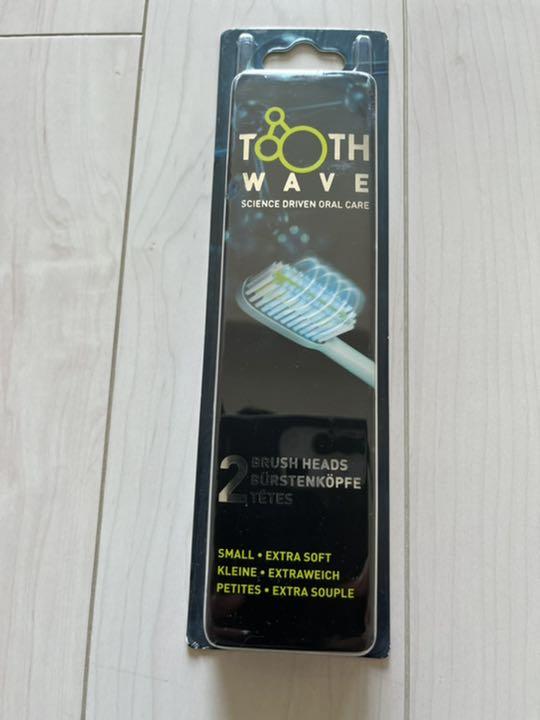 TOOTH
WAVE
SCIENCE DRIVEN ORAL CARE
2 BRUSH HEADS
BÜRSTENKÖPFE
TÊTES
SMALL • EXTRA SOFT
KLEINE • EXTRAWEICH
PETITES • EXTRA SOUPLE